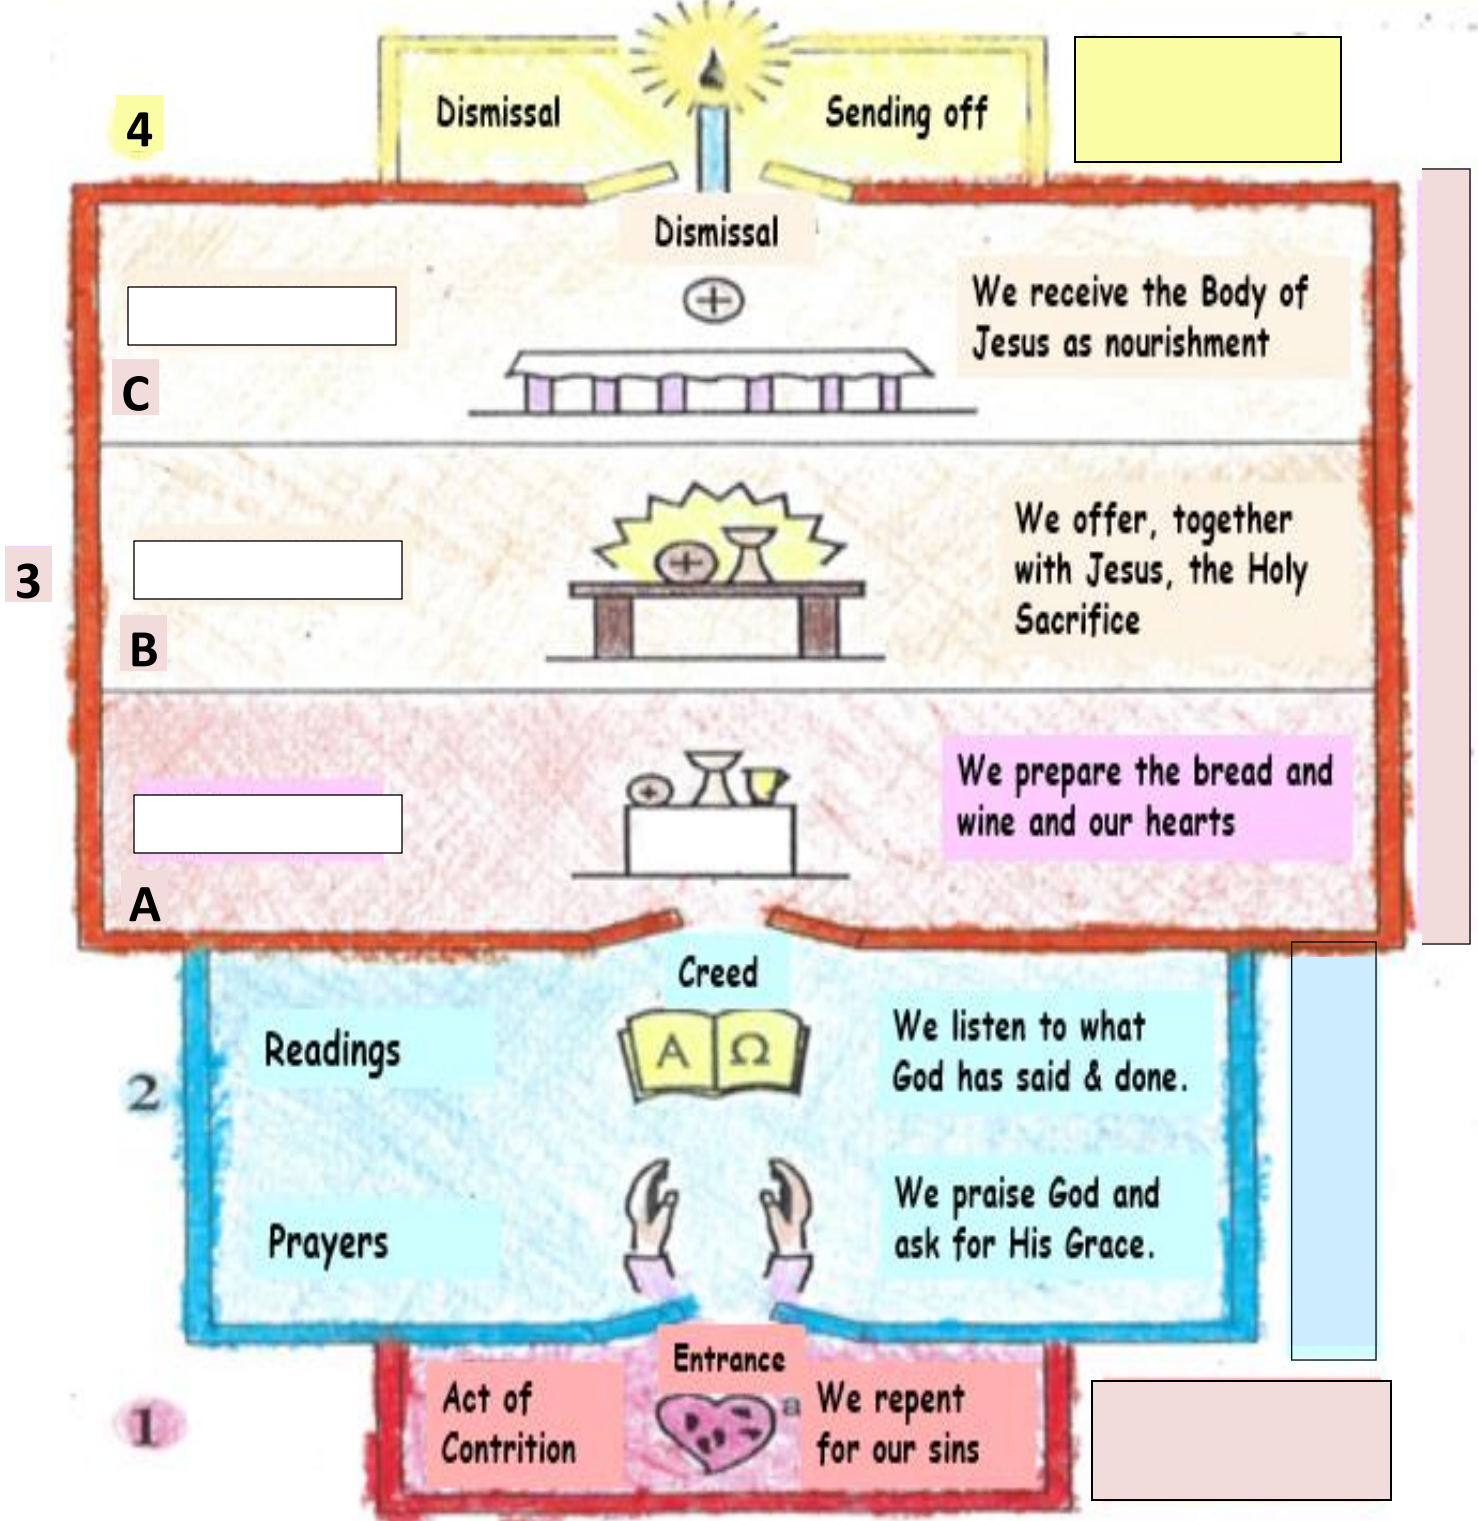 4
Dismissal
Sending off
Dismissal
We receive the Body of
Jesus as nourishment
C
We offer, together
with Jesus, the Holy
Sacrifice
3
B
We prepare the bread and
wine and our hearts
A
Creed
Readings
Α Ω
We listen to what
God has said & done.
2
Prayers
We praise God and
ask for His Grace.
Entrance
1
Act of
Contrition
a
We repent
for our sins